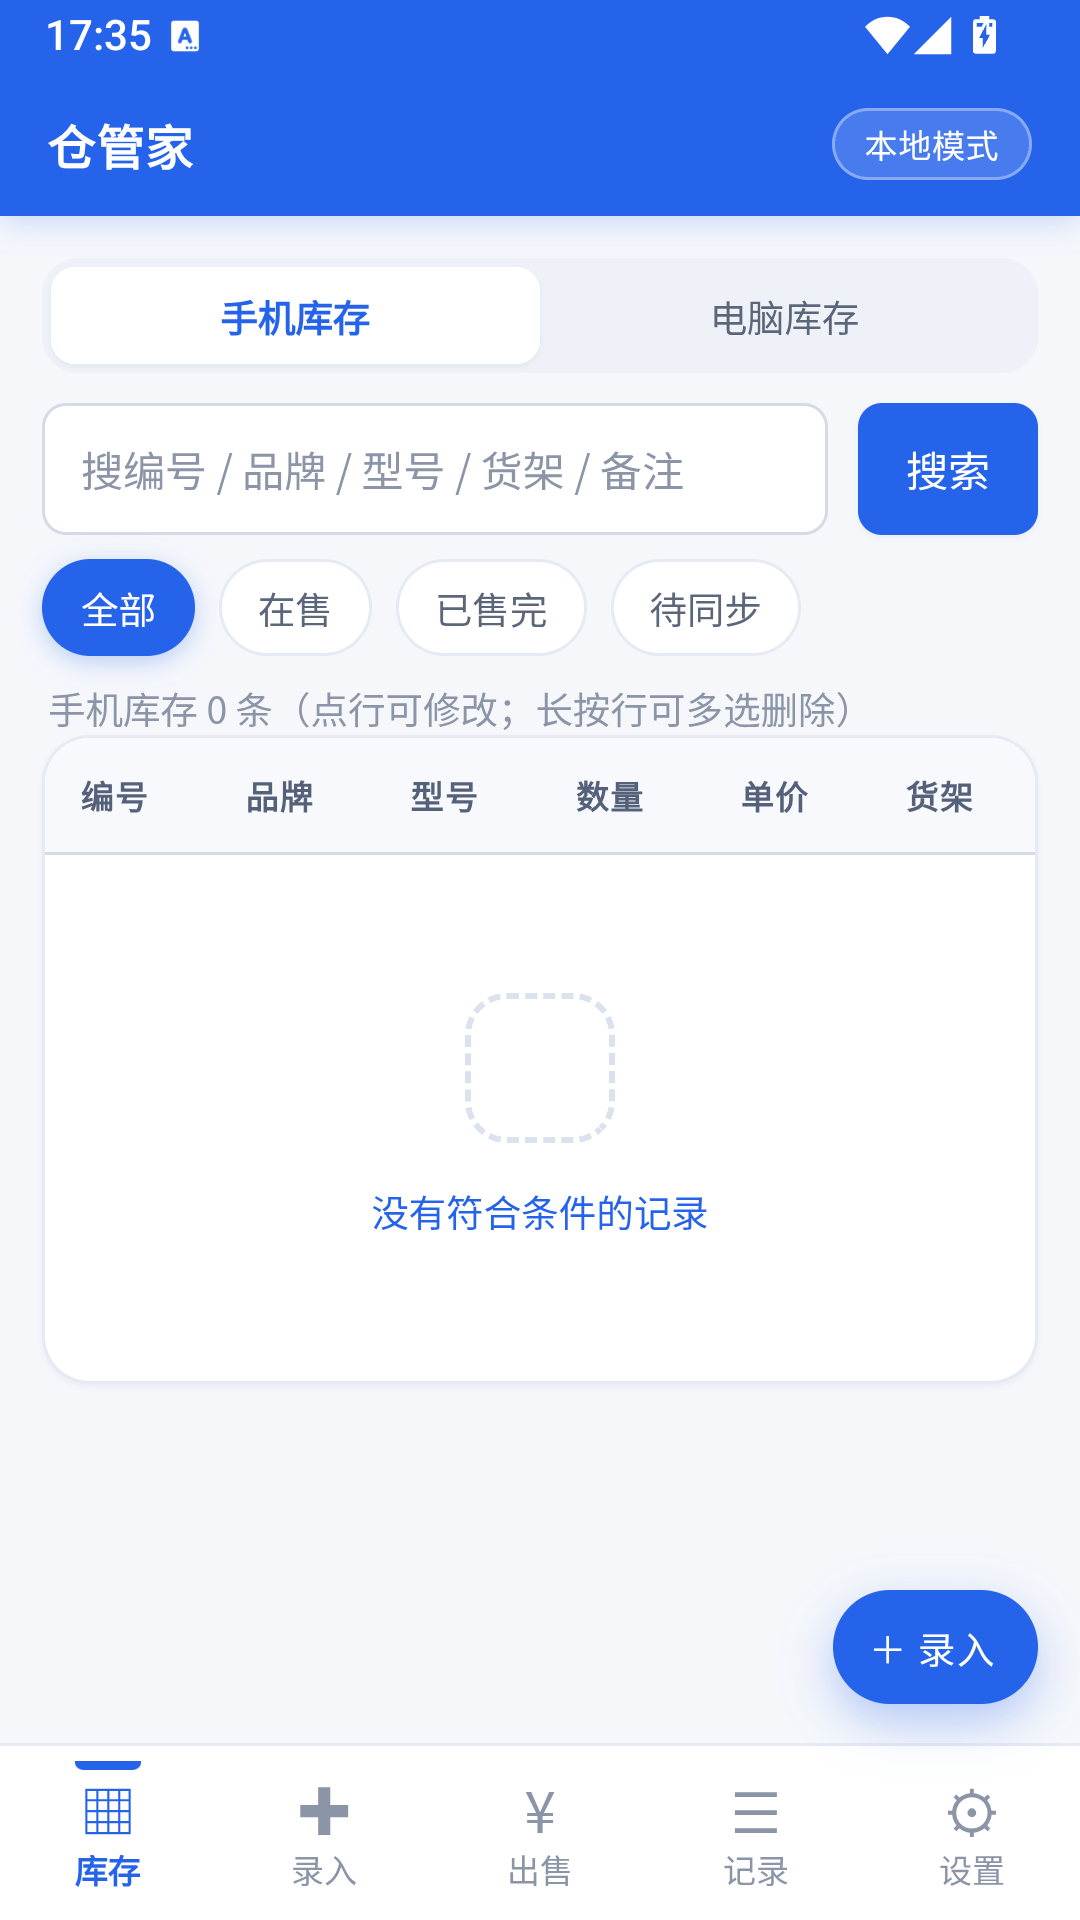 17:35
仓管家
本地模式
手机库存
电脑库存
搜编号 / 品牌 / 型号 / 货架 / 备注
搜索
全部
在售
已售完
待同步
手机库存 0 条（点行可修改；长按行可多选删除）
编号 品牌 型号 数量 单价 货架
没有符合条件的记录
＋ 录入
库存
录入
¥
出售
记录
设置